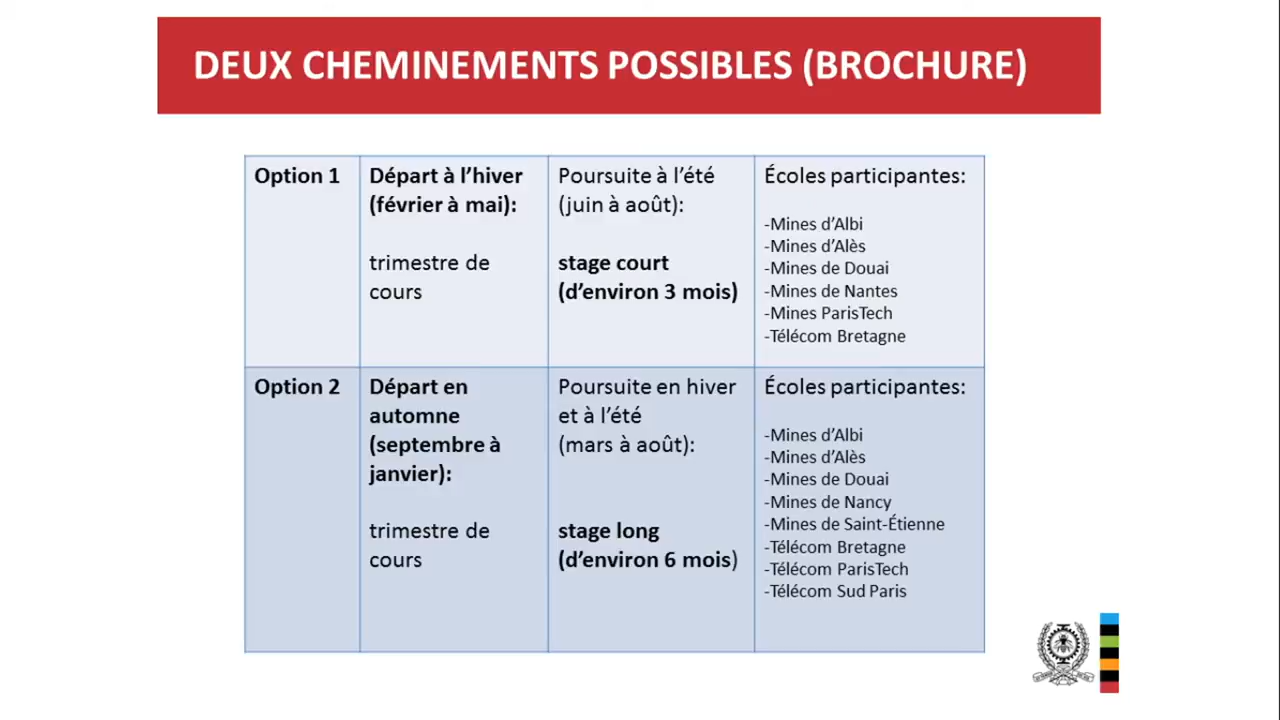 DEUX CHEMINEMENTS POSSIBLES (BROCHURE)
Option 1
Départ à l’hiver
(février à mai):
trimestre de
cours
Poursuite à l’été
(juin à août):
stage court
(d’environ 3 mois)
Écoles participantes:
-Mines d’Albi
-Mines d’Alès
-Mines de Douai
-Mines de Nantes
-Mines ParisTech
-Télécom Bretagne
Option 2
Départ en
automne
(septembre à
janvier):
trimestre de
cours
Poursuite en hiver
et à l’été
(mars à août):
stage long
(d’environ 6 mois)
Écoles participantes:
-Mines d’Albi
-Mines d’Alès
-Mines de Douai
-Mines de Nancy
-Mines de Saint-Étienne
-Télécom Bretagne
-Télécom ParisTech
-Télécom Sud Paris